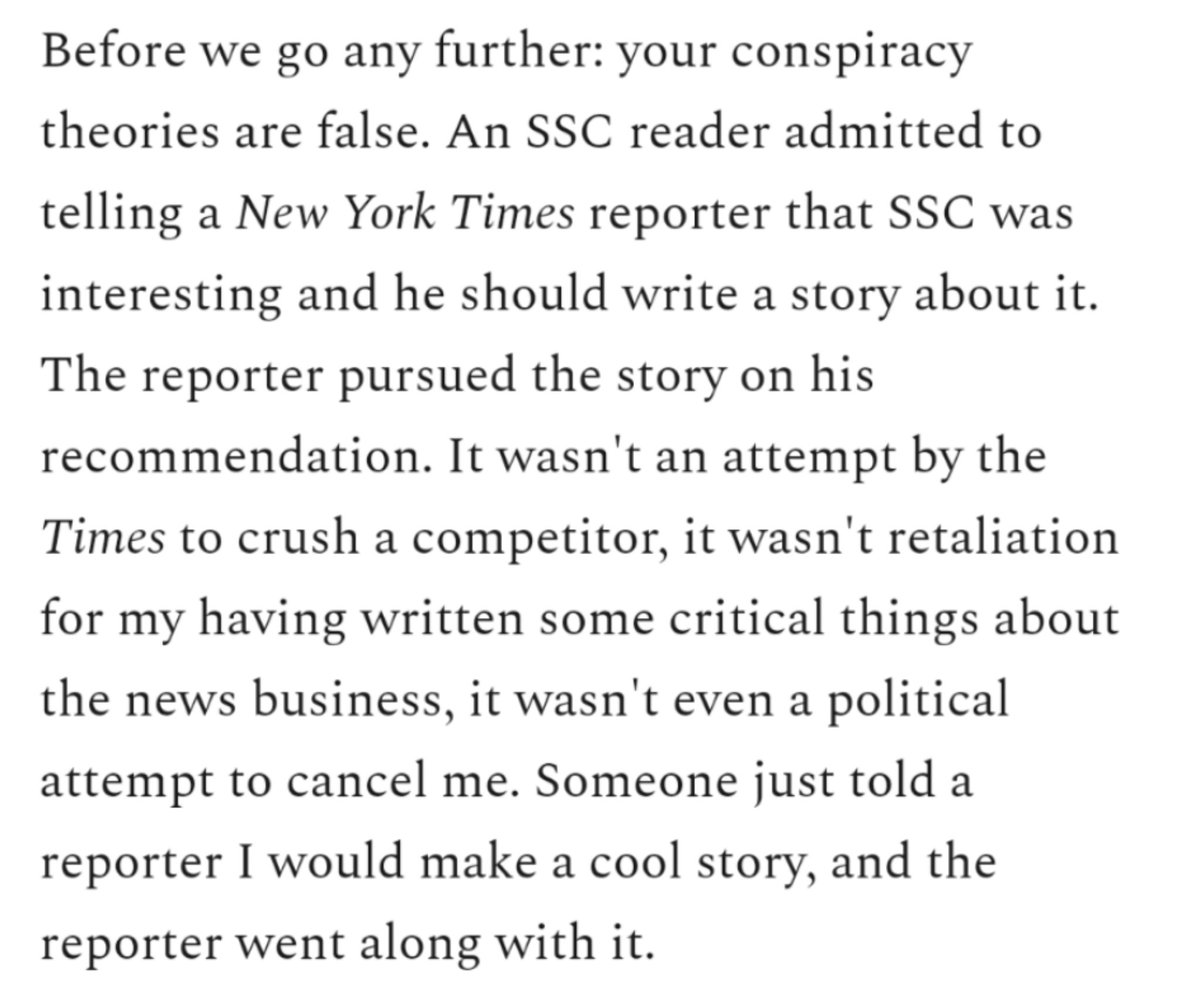 Before we go any further: your conspiracy
theories are false. An SSC reader admitted to
telling a New York Times reporter that SSC was
interesting and he should write a story about it.
The reporter pursued the story on his
recommendation. It wasn't an attempt by the
Times to crush a competitor, it wasn't retaliation
for my having written some critical things about
the news business, it wasn't even a political
attempt to cancel me. Someone just told a
reporter I would make a cool story, and the
reporter went along with it.